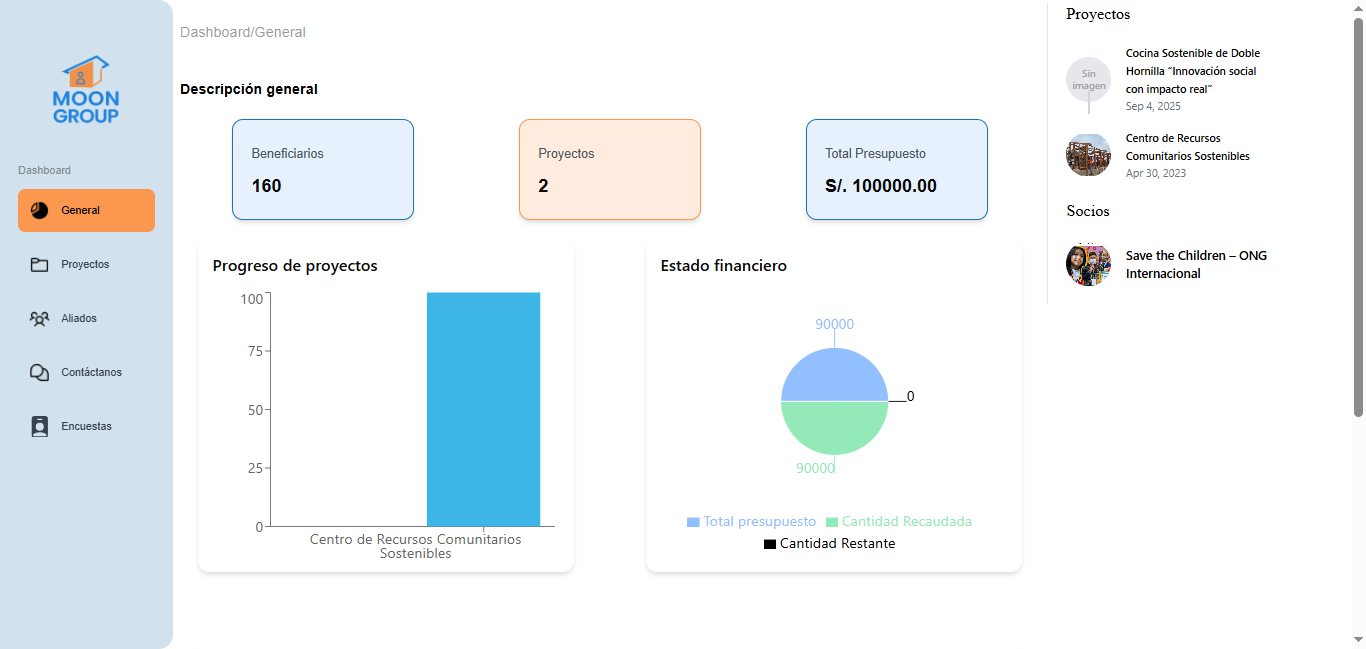 MOON
GROUP
Dashboard
General
Proyectos
Aliados
Contáctanos
Encuestas
Dashboard/General
Descripción general
Beneficiarios
160
Proyectos
2
Total Presupuesto
S/. 100000.00
Progreso de proyectos
100
75
50
25
0
Centro de Recursos Comunitarios
Sostenibles
Estado financiero
90000
0
90000
Total presupuesto
Cantidad Recaudada
Cantidad Restante
Proyectos
Sin
imagen
Cocina Sostenible de Doble
Hornilla “Innovación social
con impacto real”
Sep 4, 2025
Centro de Recursos
Comunitarios Sostenibles
Apr 30, 2023
Socios
Save the Children – ONG
Internacional